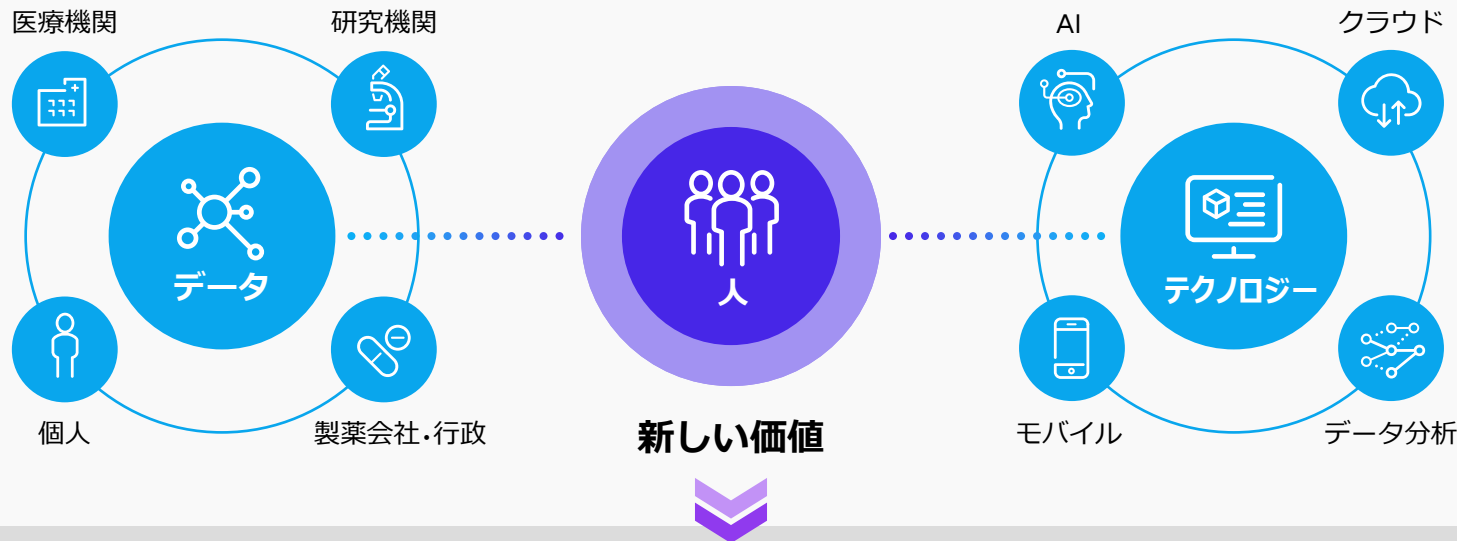 医療機関
研究機関
データ
個人
製薬会社・行政
人
新しい価値
AI
クラウド
テクノロジー
モバイル
データ分析